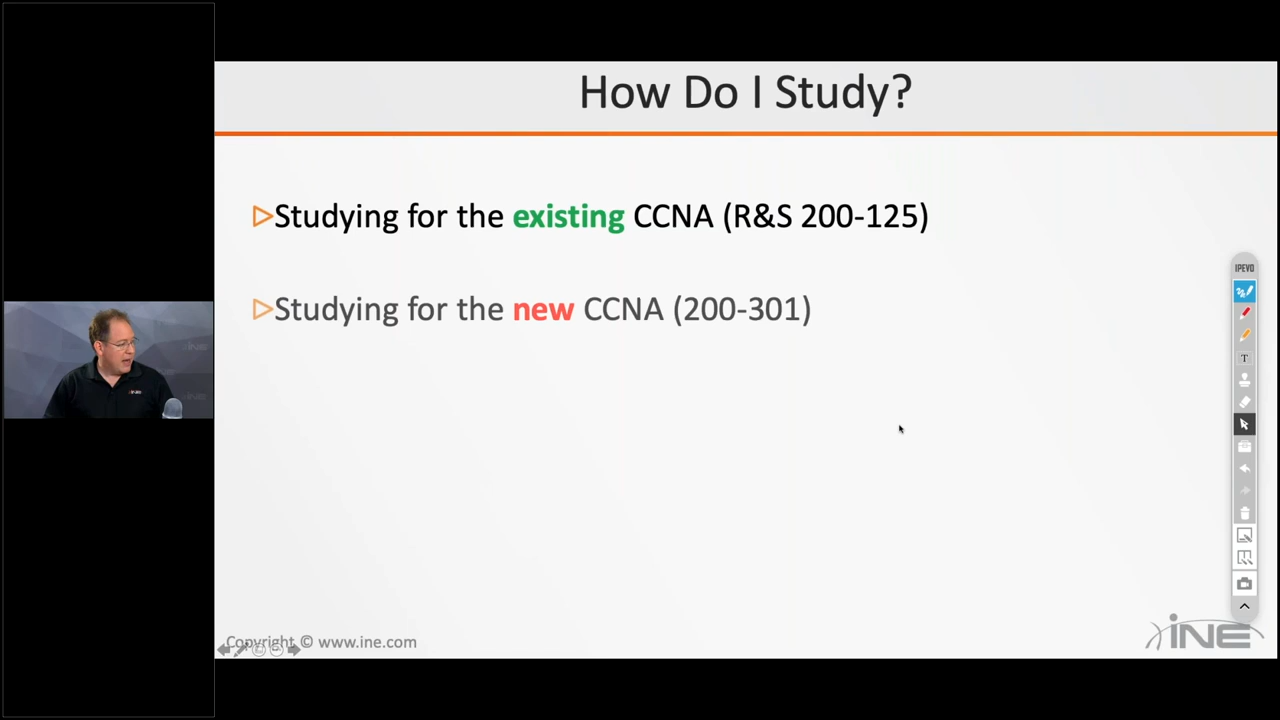 How Do I Study?
Studying for the existing CCNA (R&S 200-125)
Studying for the new CCNA (200-301)
IPEVO
T
Copyright © www.ine.com
iNE